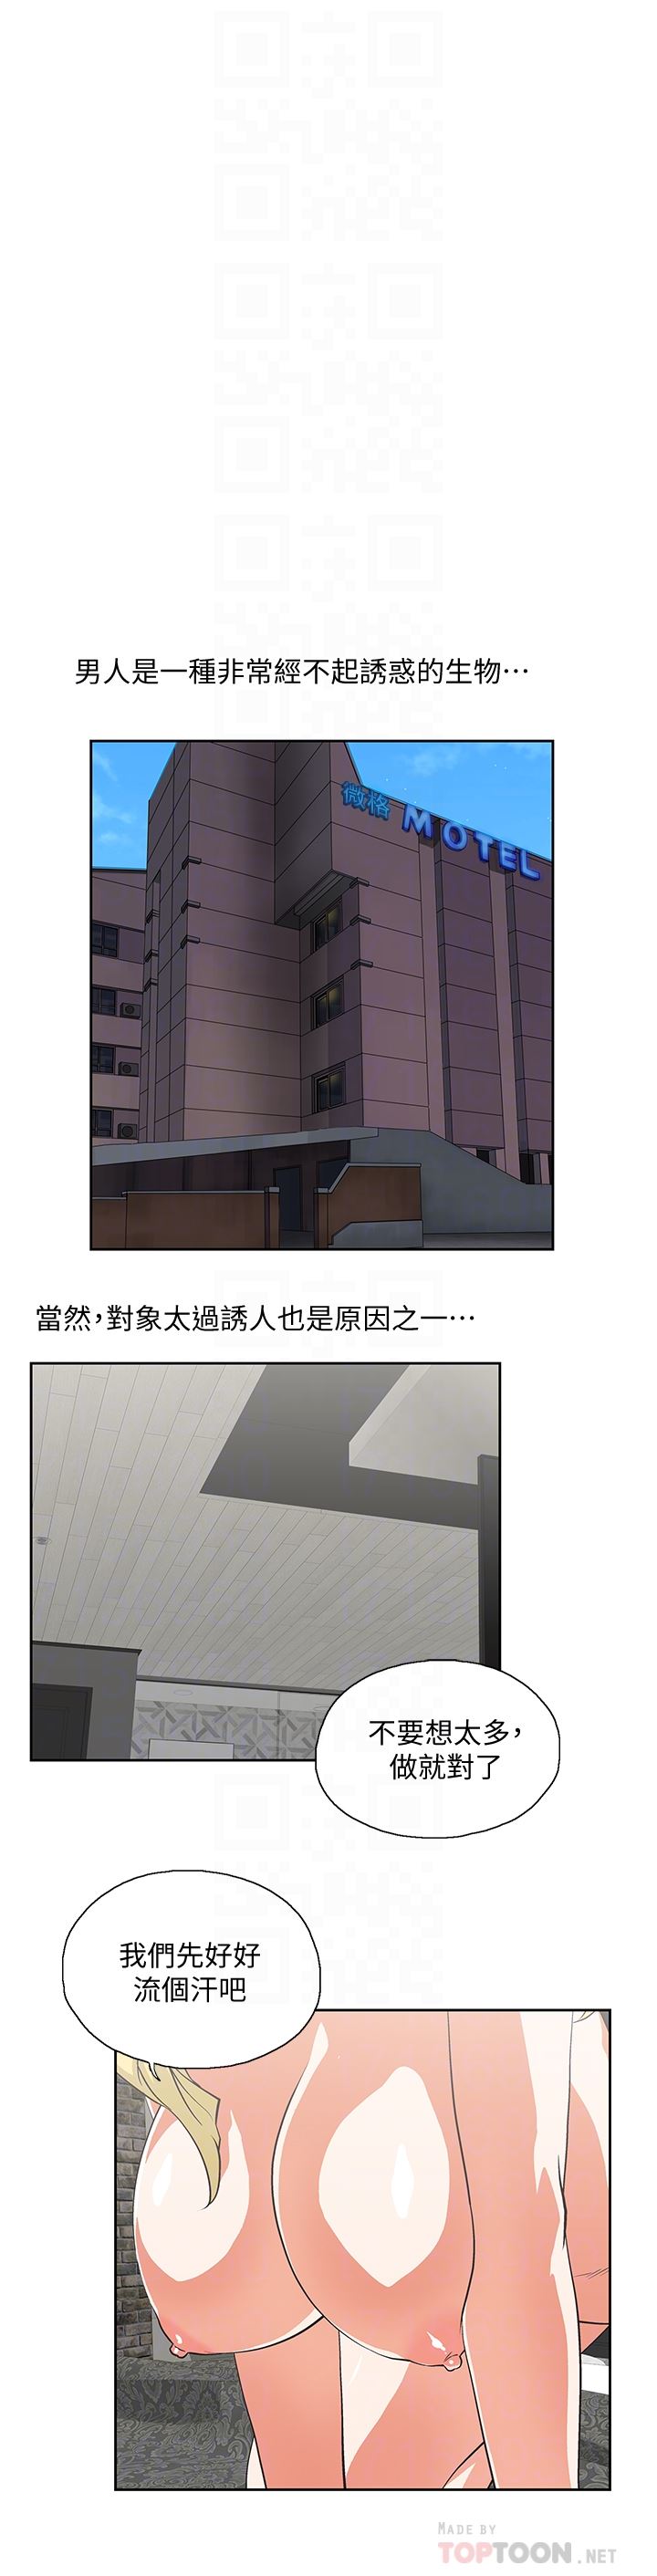 男人是一種非常經不起誘惑的生物⋯
微格 MOTEL
當然，對象太過誘人也是原因之一⋯
不要想太多，
做就對了
我們先好好
流個汗吧
MADE BY
TOPTOON.NET